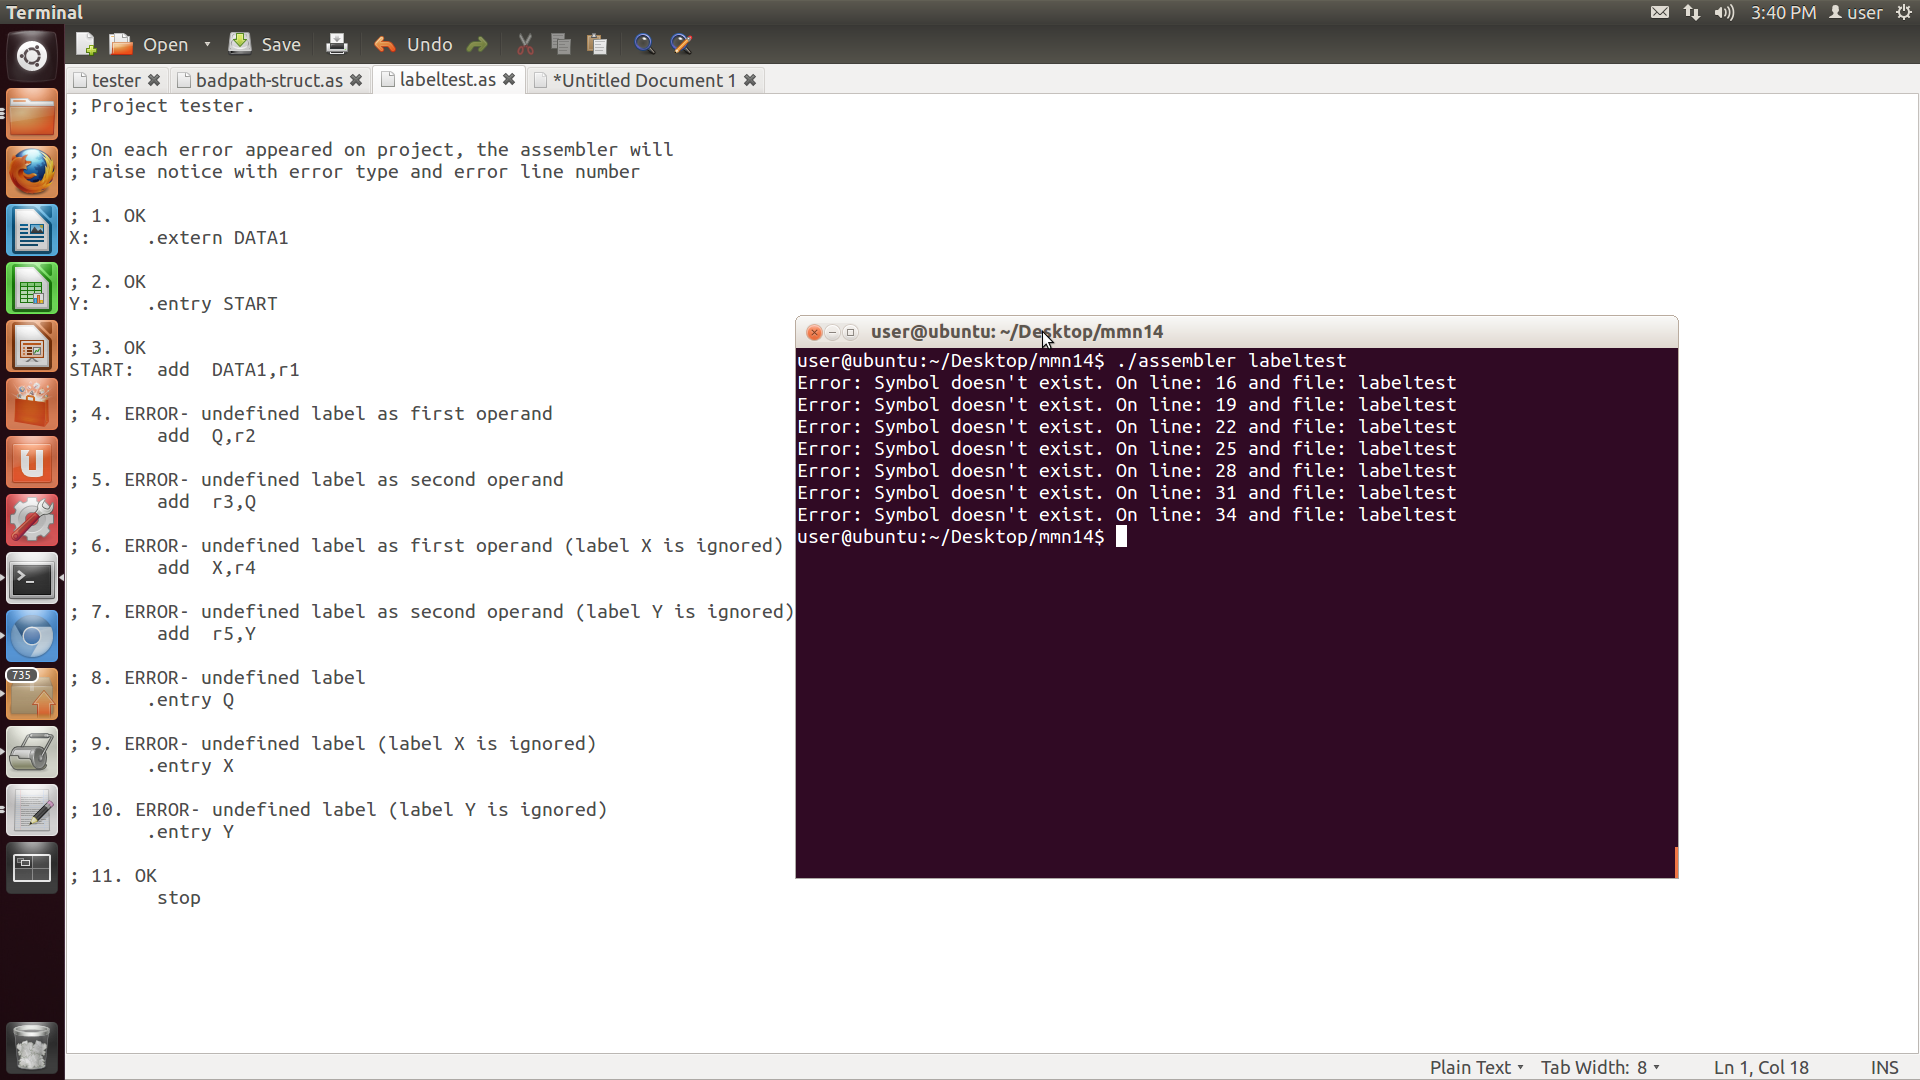 Terminal
3:40 PM user
Open Save Undo
tester badpath-struct.as labeltest.as *Untitled Document 1
; Project tester.
; On each error appeared on project, the assembler will
; raise notice with error type and error line number
; 1. OK
X: .extern DATA1
; 2. OK
Y: .entry START
; 3. OK
START: add DATA1,r1
; 4. ERROR- undefined label as first operand
add Q,r2
; 5. ERROR- undefined label as second operand
add r3,Q
; 6. ERROR- undefined label as first operand (label X is ignored)
add X,r4
; 7. ERROR- undefined label as second operand (label Y is ignored)
add r5,Y
; 8. ERROR- undefined label
.entry Q
; 9. ERROR- undefined label (label X is ignored)
.entry X
; 10. ERROR- undefined label (label Y is ignored)
.entry Y
; 11. OK
stop
user@ubuntu: ~/Desktop/mmn14
user@ubuntu:~/Desktop/mmn14$ ./assembler labeltest
Error: Symbol doesn't exist. On line: 16 and file: labeltest
Error: Symbol doesn't exist. On line: 19 and file: labeltest
Error: Symbol doesn't exist. On line: 22 and file: labeltest
Error: Symbol doesn't exist. On line: 25 and file: labeltest
Error: Symbol doesn't exist. On line: 28 and file: labeltest
Error: Symbol doesn't exist. On line: 31 and file: labeltest
Error: Symbol doesn't exist. On line: 34 and file: labeltest
user@ubuntu:~/Desktop/mmn14$
735
Plain Text Tab Width: 8 Ln 1, Col 18 INS